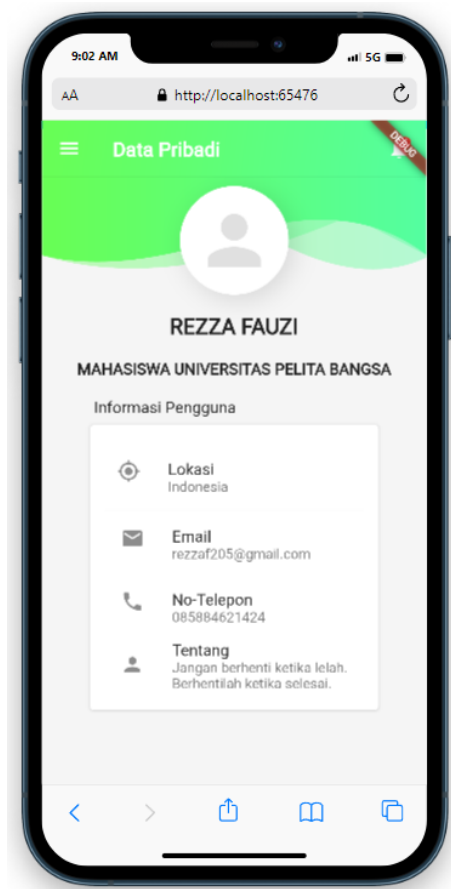 9:02 AM
5G
AA
http://localhost:65476
Data Pribadi
DEBUG
REZZA FAUZI
MAHASISWA UNIVERSITAS PELITA BANGSA
Informasi Pengguna
Lokasi
Indonesia
Email
rezzaf205@gmail.com
No-Telepon
085884621424
Tentang
Jangan berhenti ketika lelah.
Berhentilah ketika selesai.